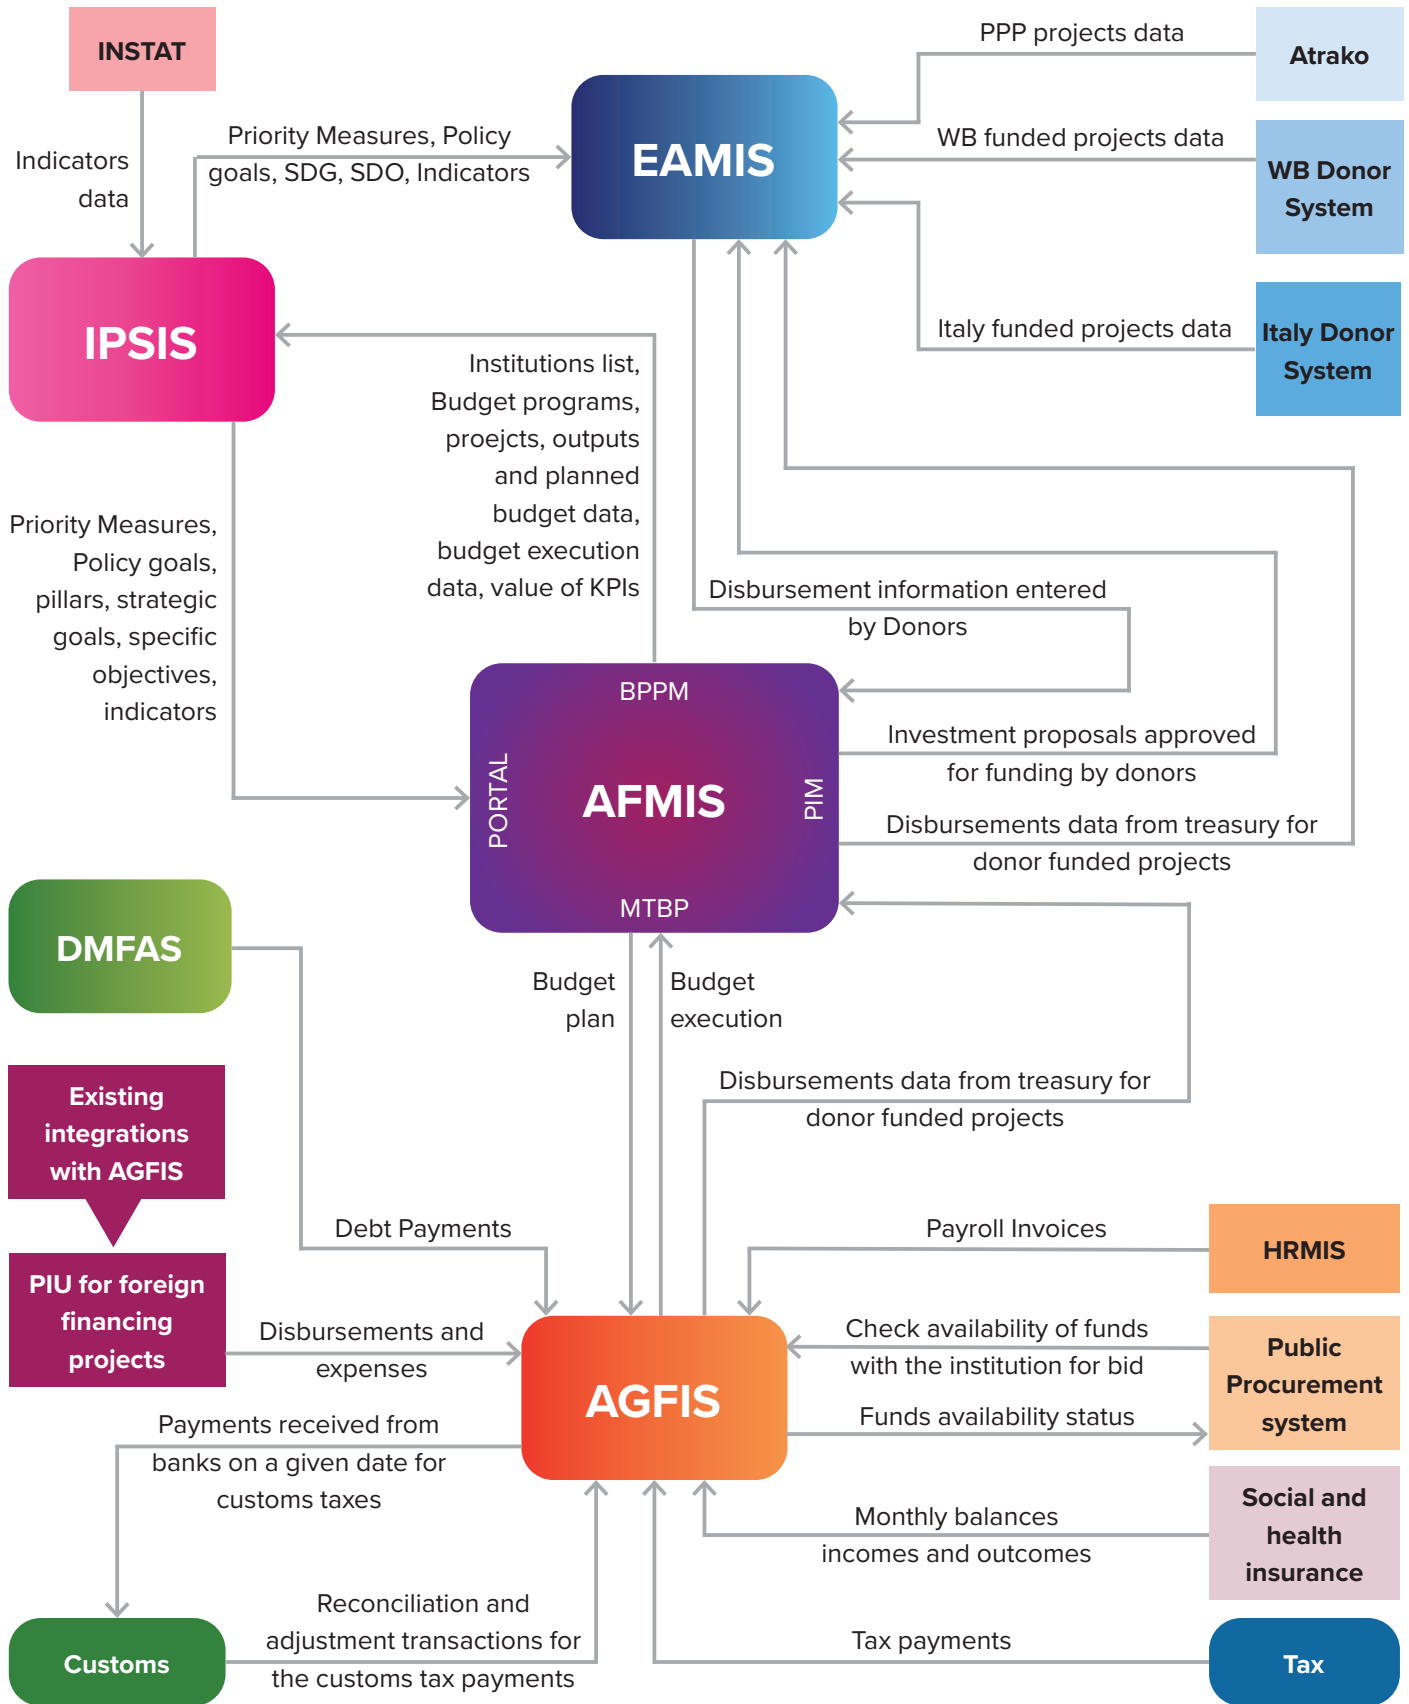 INSTAT
PPP projects data
Atrako
Indicators
data
Priority Measures, Policy
goals, SDG, SDO, Indicators
EAMIS
WB funded projects data
WB Donor
System
IPSIS
Italy funded projects data
Italy Donor
System
Institutions list,
Budget programs,
proejcts, outputs
and planned
budget data,
budget execution
data, value of KPIs
Priority Measures,
Policy goals,
pillars, strategic
goals, specific
objectives,
indicators
Disbursement information entered
by Donors
BPPM
PORTAL
AFMIS
PIM
MTBP
Investment proposals approved
for funding by donors
Disbursements data from treasury for
donor funded projects
DMFAS
Budget
plan
Budget
execution
Existing
integrations
with AGFIS
Disbursements data from treasury for
donor funded projects
Debt Payments
Payroll Invoices
HRMIS
PIU for foreign
financing
projects
Disbursements and
expenses
AGFIS
Check availability of funds
with the institution for bid
Funds availability status
Public
Procurement
system
Payments received from
banks on a given date for
customs taxes
Monthly balances
incomes and outcomes
Social and
health
insurance
Customs
Reconciliation and
adjustment transactions for
the customs tax payments
Tax payments
Tax